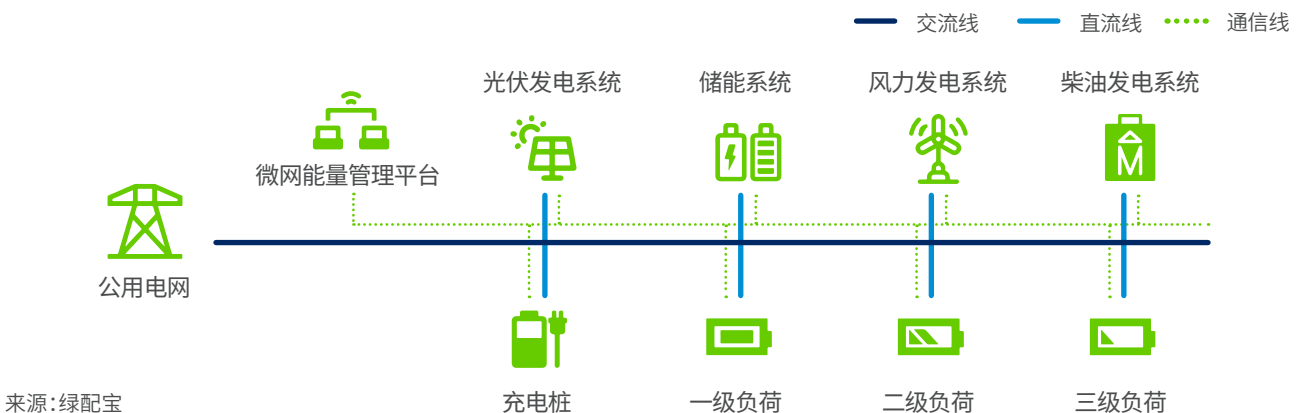 交流线
直流线
通信线
光伏发电系统
储能系统
风力发电系统
柴油发电系统
微网能量管理平台
公用电网
充电桩
一级负荷
二级负荷
三级负荷
来源:绿配宝